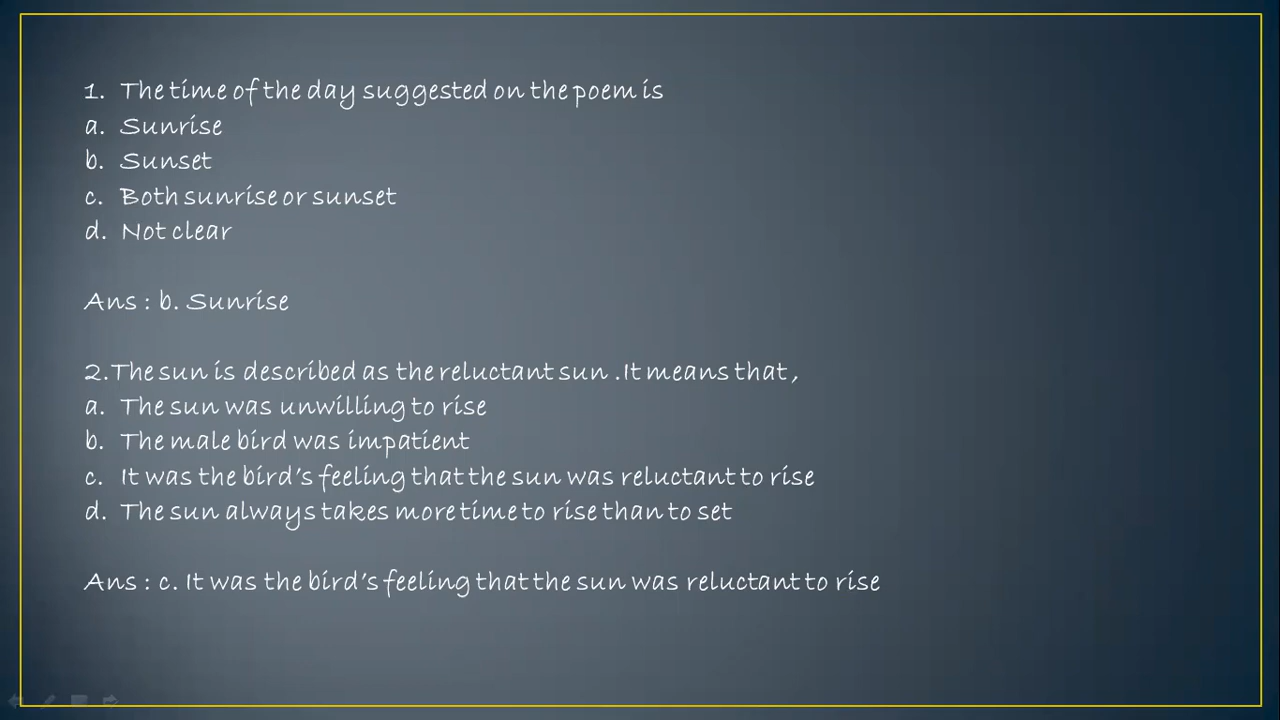 1. The time of the day suggested on the poem is
a. Sunrise
b. Sunset
c. Both sunrise or sunset
d. Not clear
Ans : b. Sunrise
2.The sun is described as the reluctant sun .It means that ,
a. The sun was unwilling to rise
b. The male bird was impatient
c. It was the bird's feeling that the sun was reluctant to rise
d. The sun always takes more time to rise than to set
Ans : c. It was the bird's feeling that the sun was reluctant to rise